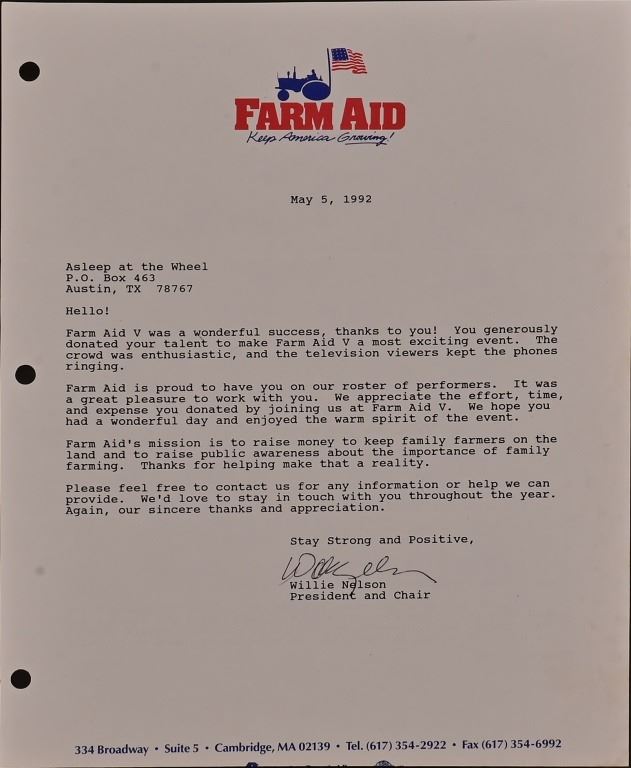 FARM AID
Keep America Growing!
May 5, 1992
Asleep at the Wheel
P.O. Box 463
Austin, TX  78767
Hello!
Farm Aid V was a wonderful success, thanks to you!  You generously
donated your talent to make Farm Aid V a most exciting event.  The
crowd was enthusiastic, and the television viewers kept the phones
ringing.
Farm Aid is proud to have you on our roster of performers.  It was
a great pleasure to work with you.  We appreciate the effort, time,
and expense you donated by joining us at Farm Aid V.  We hope you
had a wonderful day and enjoyed the warm spirit of the event.
Farm Aid's mission is to raise money to keep family farmers on the
land and to raise public awareness about the importance of family
farming.  Thanks for helping make that a reality.
Please feel free to contact us for any information or help we can
provide.  We'd love to stay in touch with you throughout the year.
Again, our sincere thanks and appreciation.
Stay Strong and Positive,
Willie Nelson
President and Chair
334 Broadway • Suite 5 • Cambridge, MA 02139 • Tel. (617) 354-2922 • Fax (617) 354-6992